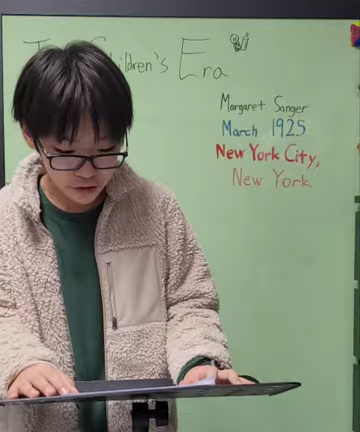 Children's Era
Margaret Sanger
March 1925
New York City,
New York